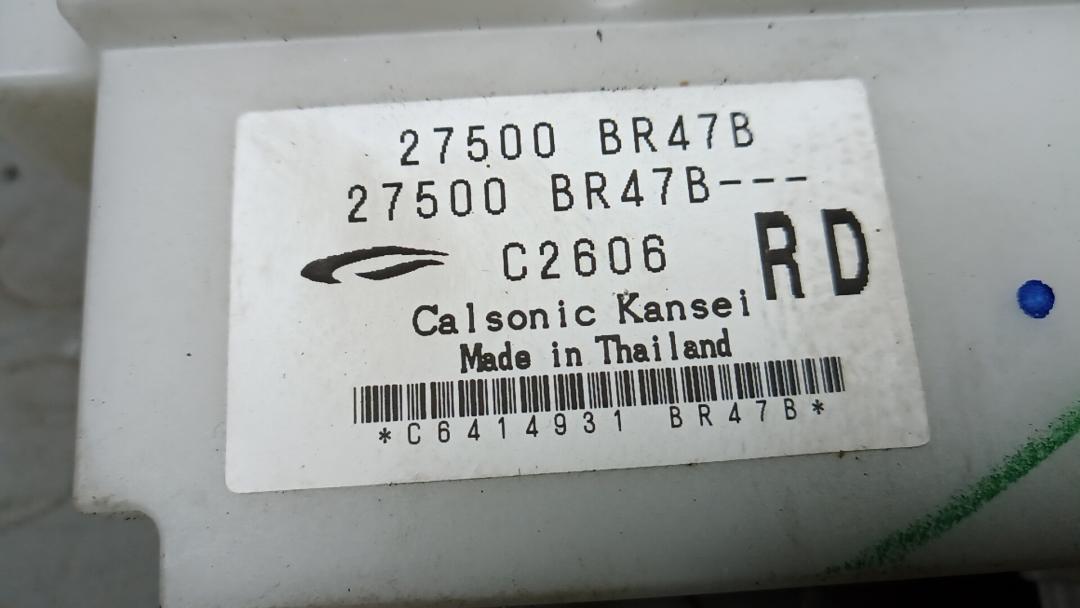 27500 BR47B
27500 BR47B---
C2606
RD
Calsonic Kansei
Made in Thailand
*C6414931 BR47B*